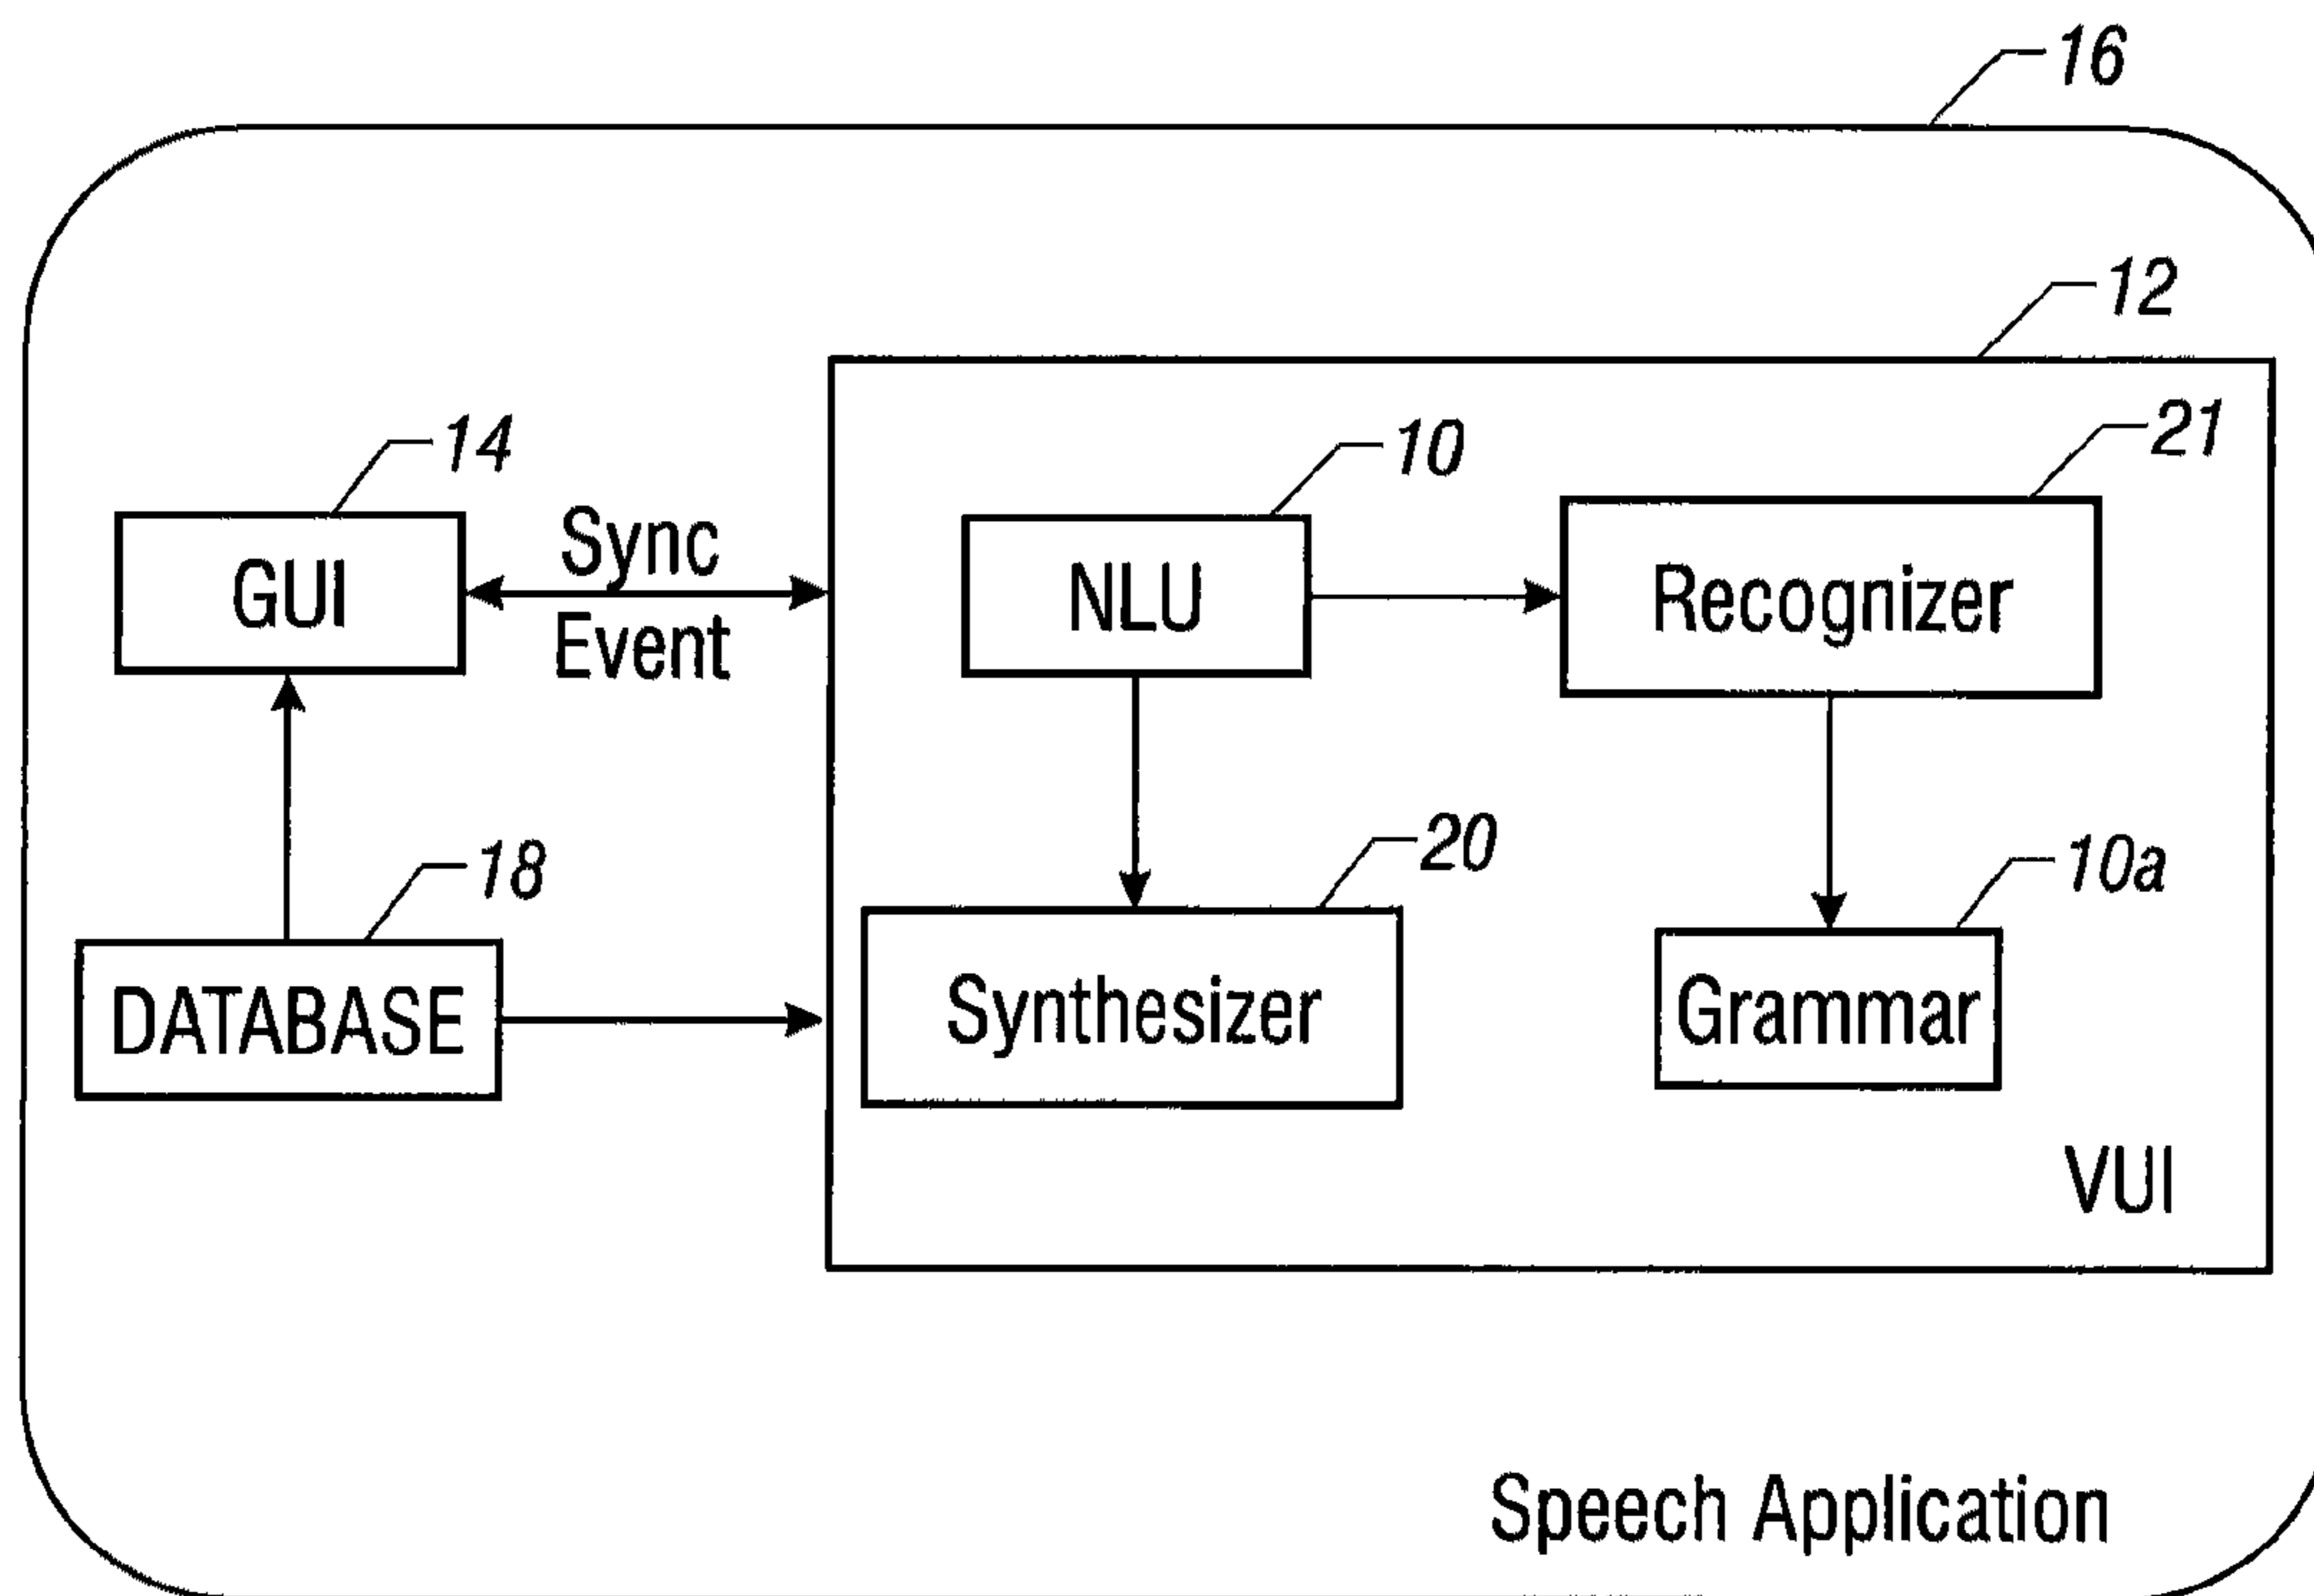 16
12
21
14
10
Sync
GUI
NLU
Recognizer
Event
20
18
10a
DATABASE
Synthesizer
Grammar
VUI
Speech Application